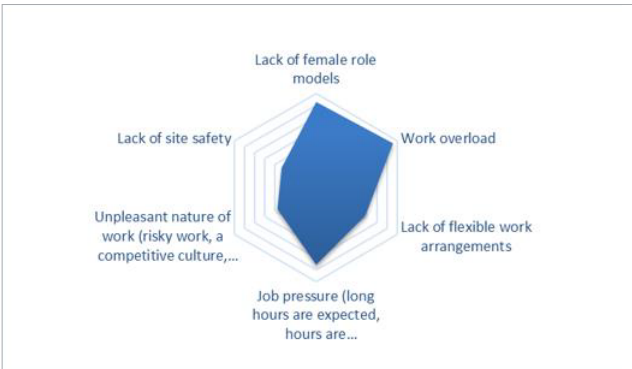 Lack of female role
models
Lack of site safety
Work overload
Unpleasant nature of
work (risky work, a
competitive culture,...
Lack of flexible work
arrangements
Job pressure (long
hours are expected,
hours are...